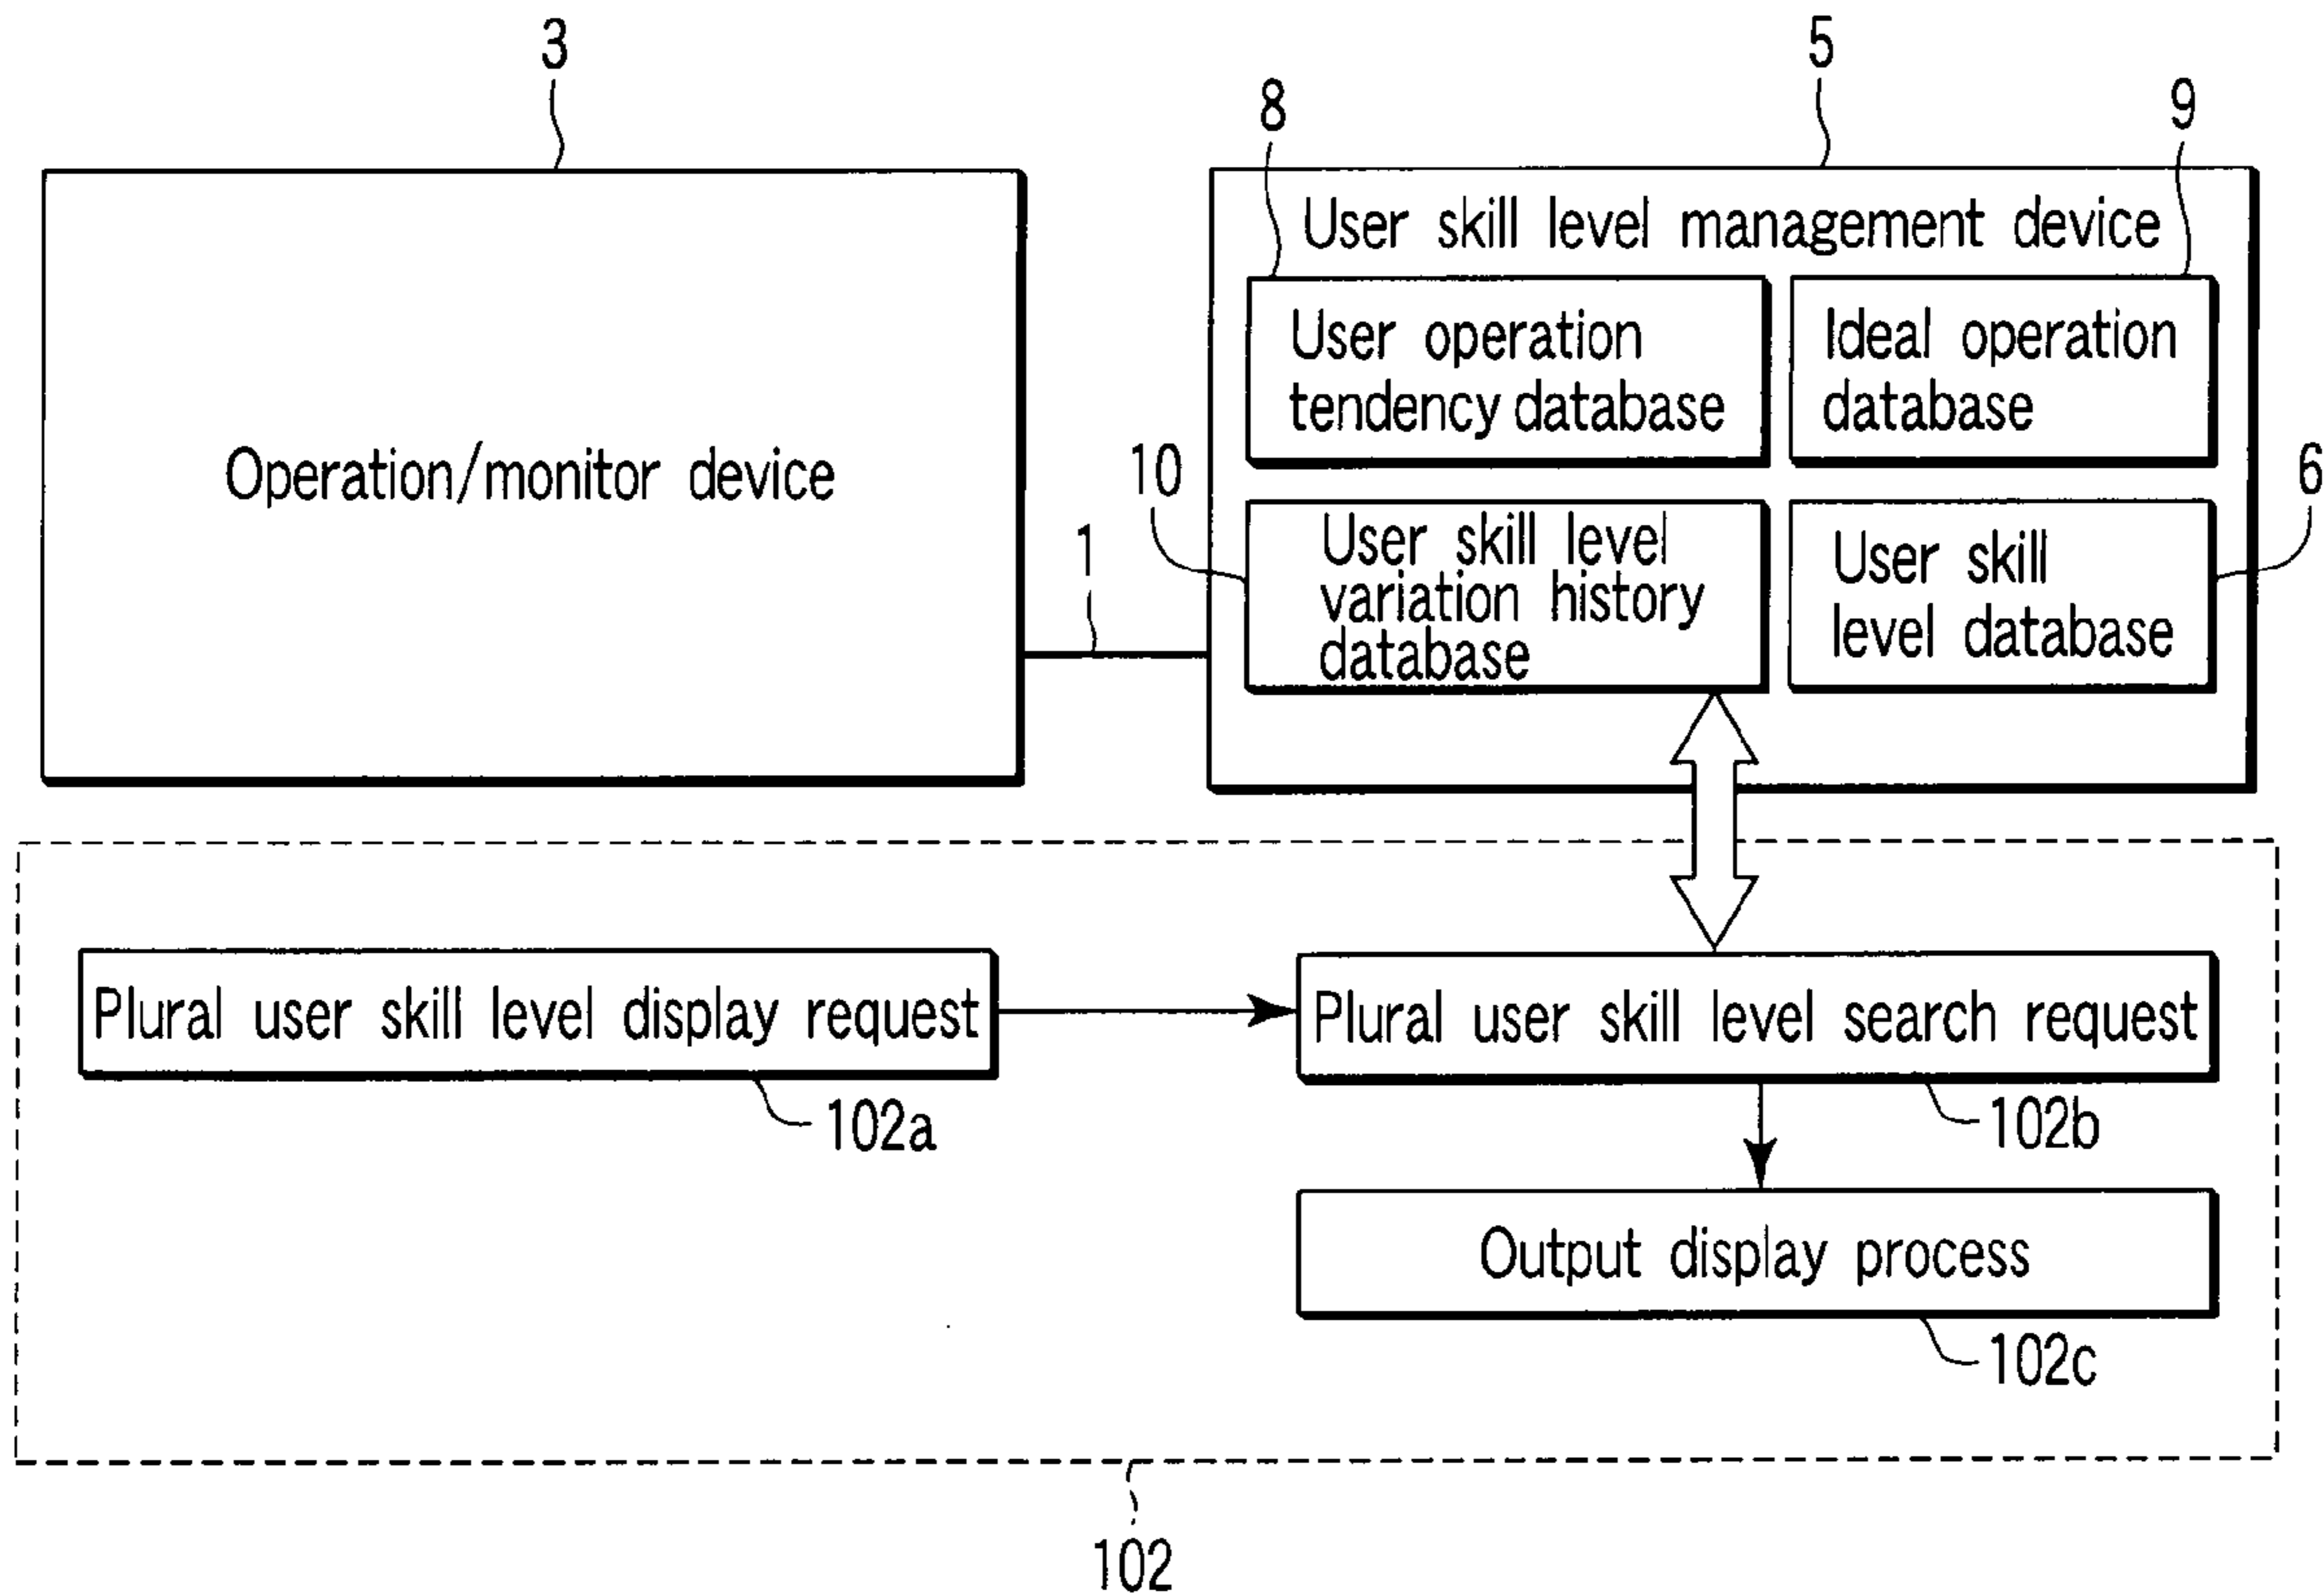 3
5
8
9
User skill level management device
User operation
tendency database
Ideal operation
database
Operation/monitor device
10
6
1
User skill level
variation history
database
User skill
level database
Plural user skill level display request
Plural user skill level search request
102a
102b
Output display process
102c
102